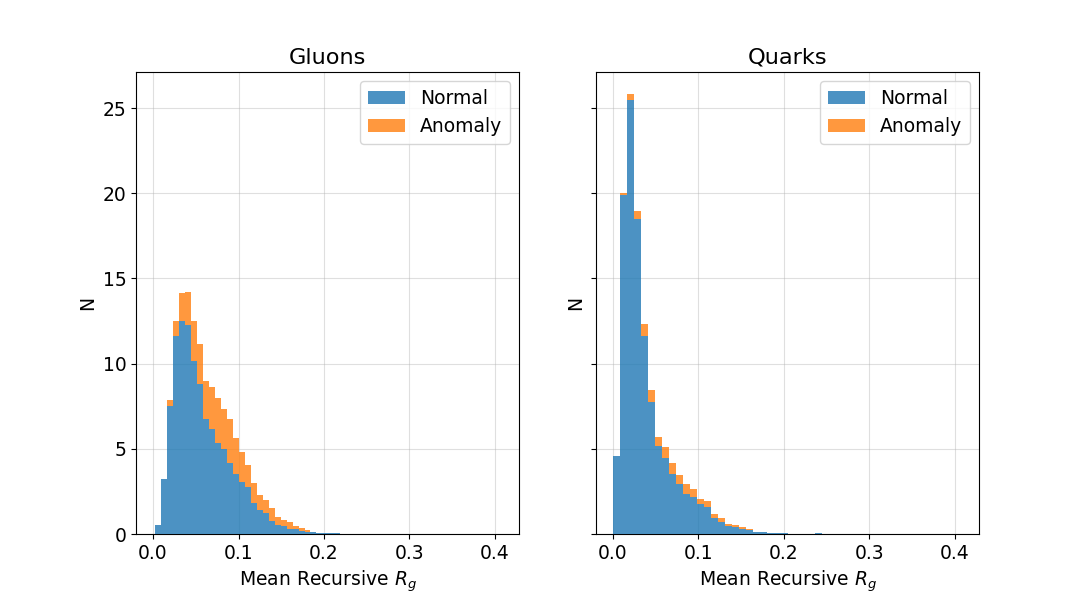 Gluons
Normal
Anomaly
N
25
20
15
10
5
0
0.0 0.1 0.2 0.3 0.4
Mean Recursive $R_g$
Quarks
Normal
Anomaly
N
0.0 0.1 0.2 0.3 0.4
Mean Recursive $R_g$